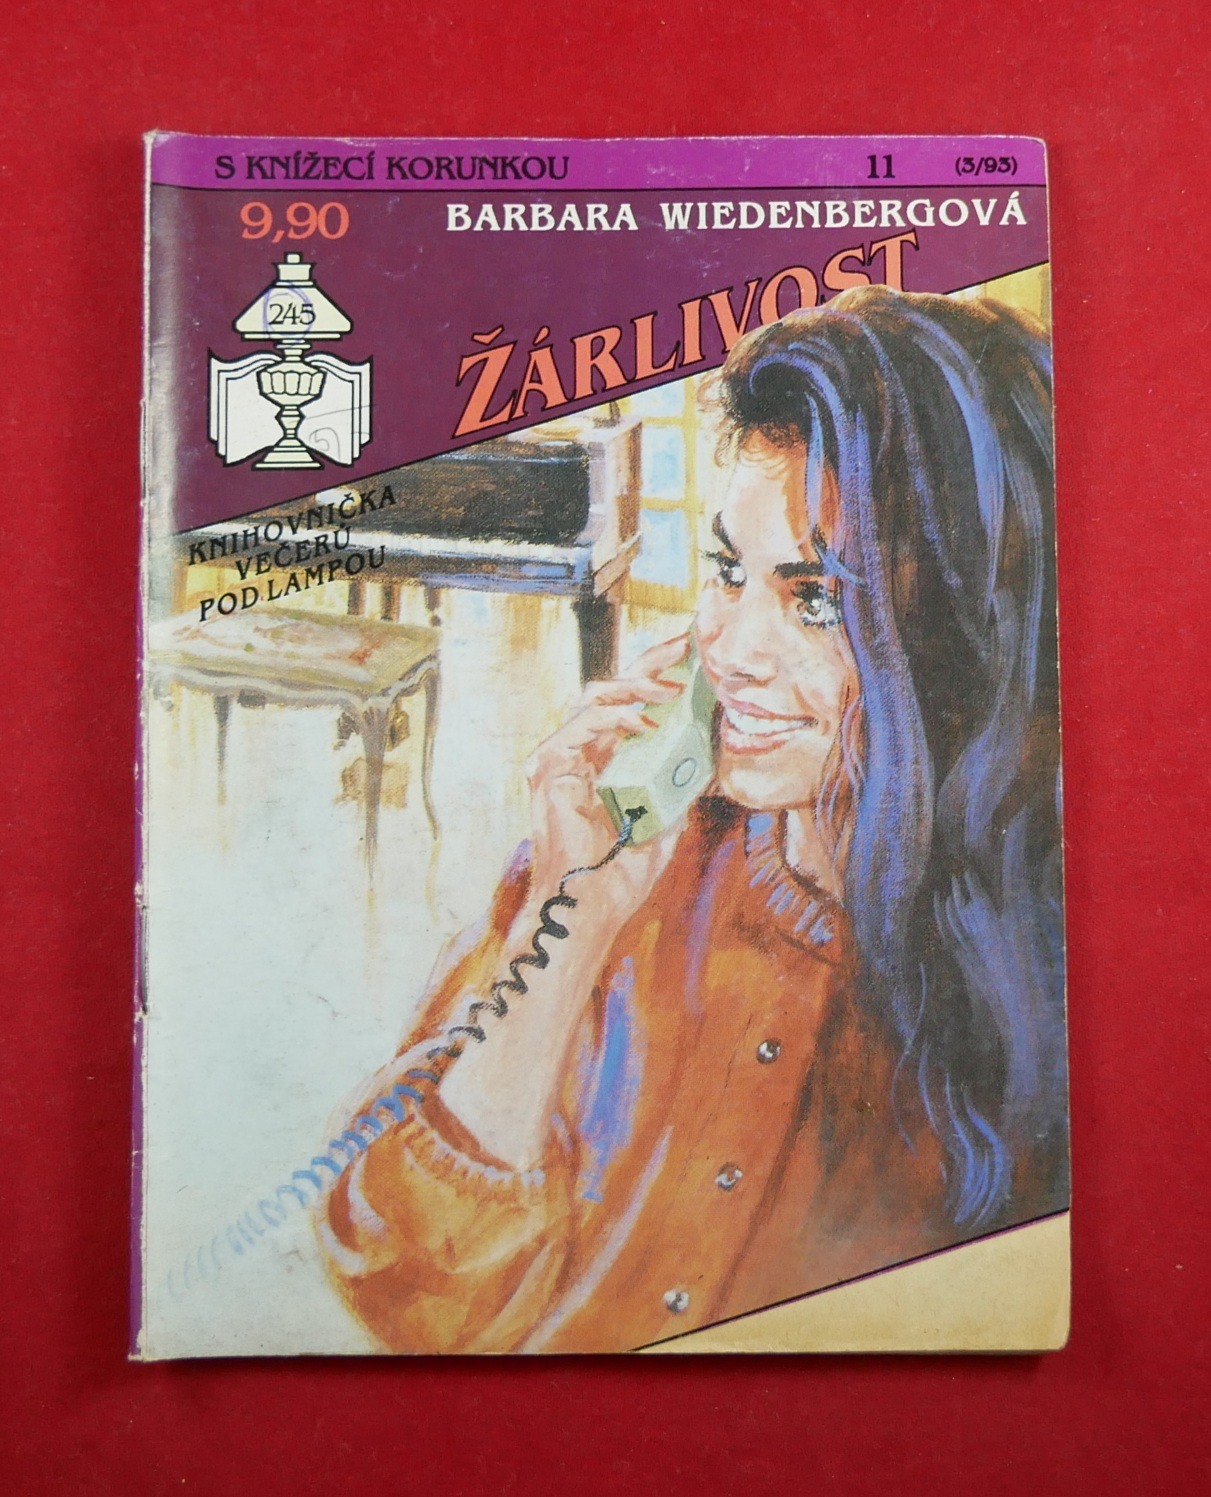 S KNÍŽECÍ KORUNKOU 11 (3/93)
9,90 BARBARA WIEDENBERGOVÁ
245
ŽÁRLIVOST
KNIHOVNIČKA
VEČERŮ
POD LAMPOU